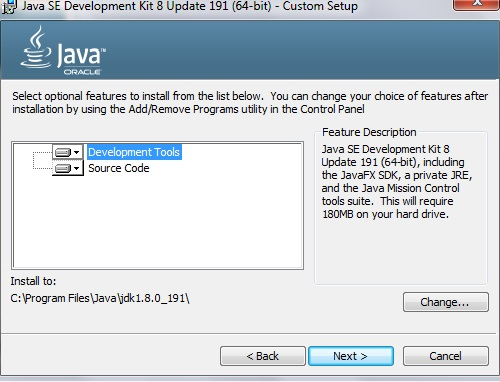 Java SE Development Kit 8 Update 191 (64-bit) - Custom Setup
Java
ORACLE
Select optional features to install from the list below. You can change your choice of features after
installation by using the Add/Remove Programs utility in the Control Panel
Development Tools
Source Code
Feature Description
Java SE Development Kit 8
Update 191 (64-bit), including
the JavaFX SDK, a private JRE,
and the Java Mission Control
tools suite. This will require
180MB on your hard drive.
Install to:
C:\Program Files\Java\jdk1.8.0_191\
Change...
< Back
Next >
Cancel